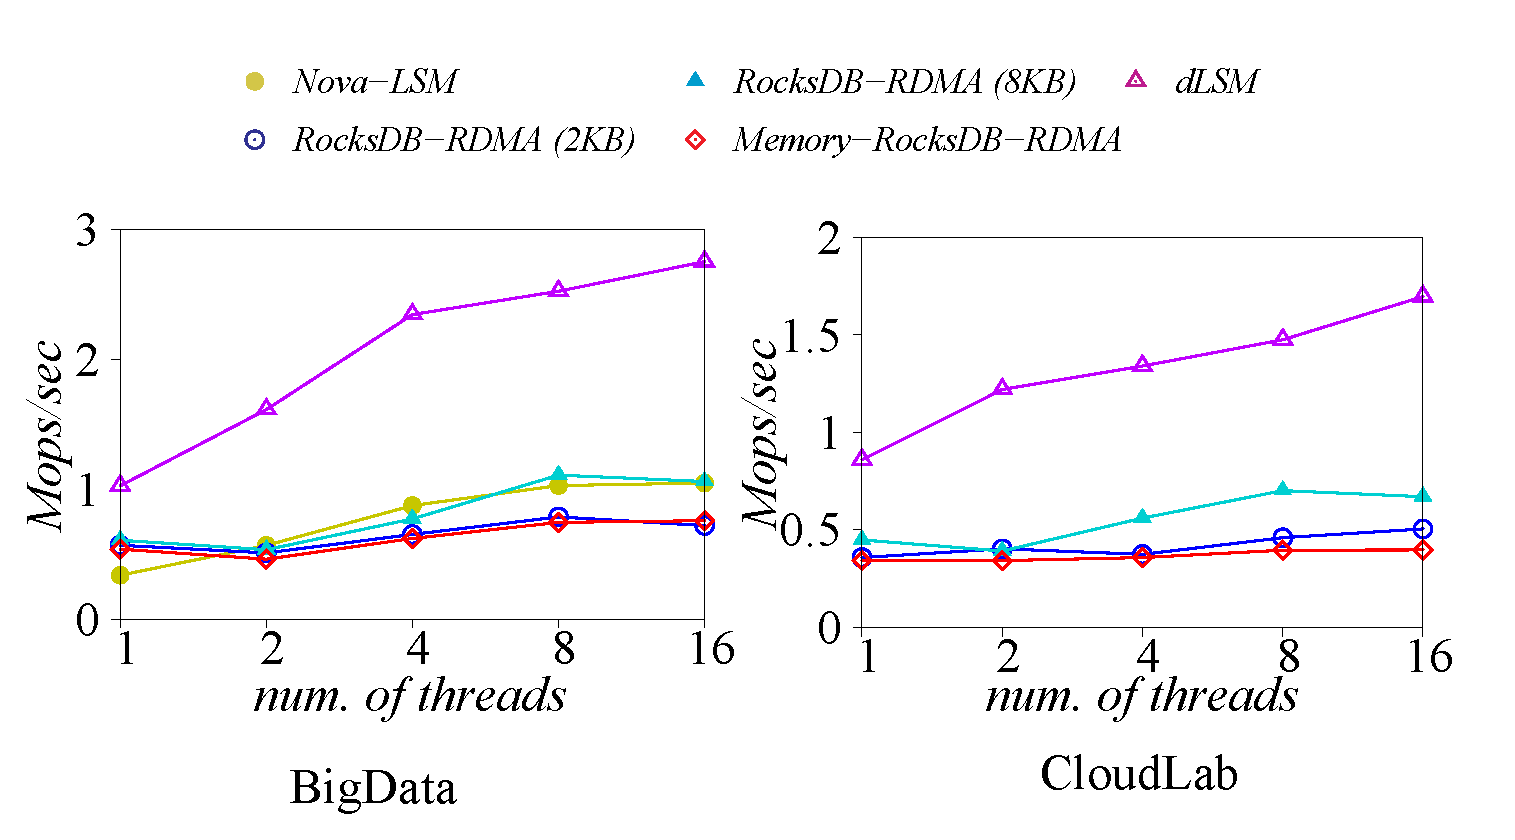 Nova−LSM
RocksDB−RDMA (8KB)
dLSM
RocksDB−RDMA (2KB)
Memory−RocksDB−RDMA
3
2
1
0
Mops/sec
1 2 4 8 16
num. of threads
BigData
2
1.5
1
0.5
0
Mops/sec
1 2 4 8 16
num. of threads
CloudLab